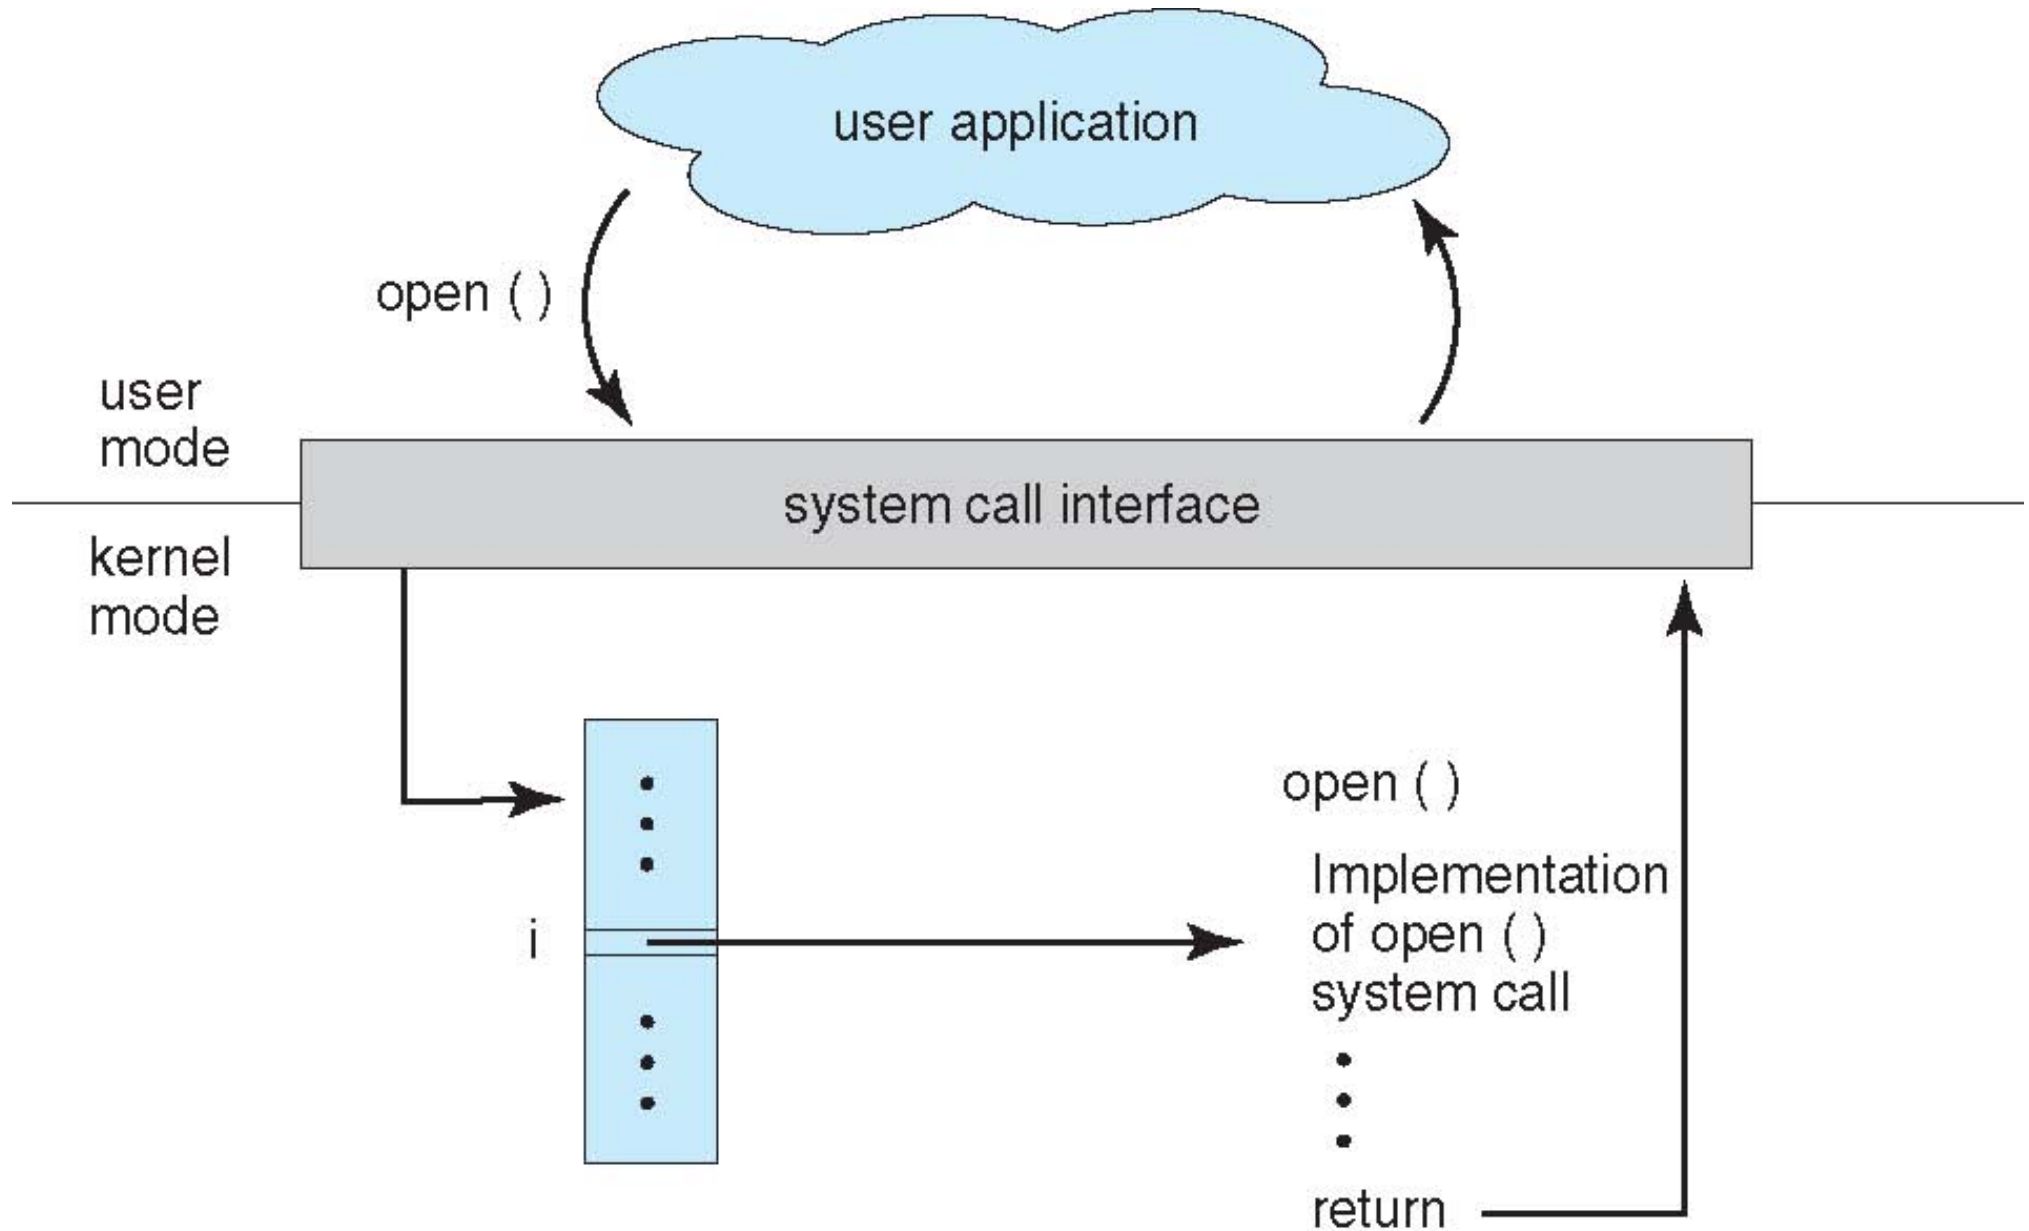 user application
open ( )
user
mode
system call interface
kernel
mode
open ( )
Implementation
of open ( )
system call
i
return